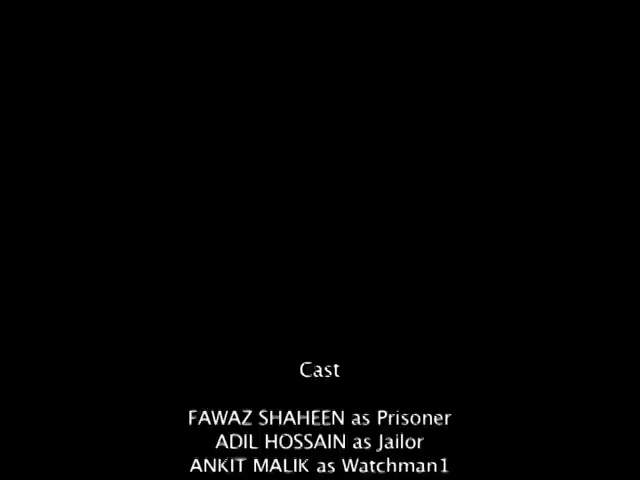 Cast
FAWAZ SHAHEEN as Prisoner
ADIL HOSSAIN as Jailor
ANKIT MALIK as Watchman1